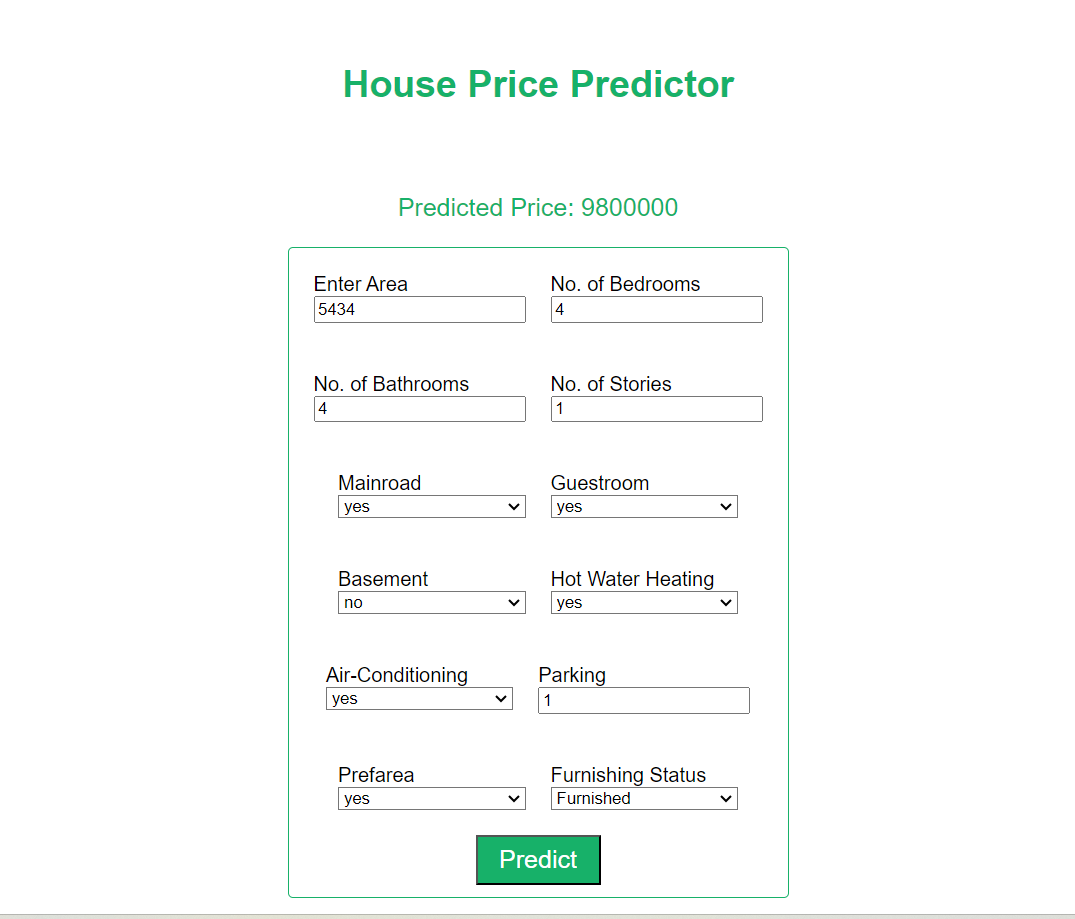 House Price Predictor
Predicted Price: 9800000
Enter Area No. of Bedrooms
5434 4
No. of Bathrooms No. of Stories
4 1
Mainroad Guestroom
yes yes
Basement Hot Water Heating
no yes
Air-Conditioning Parking
yes 1
Prefarea Furnishing Status
yes Furnished
Predict